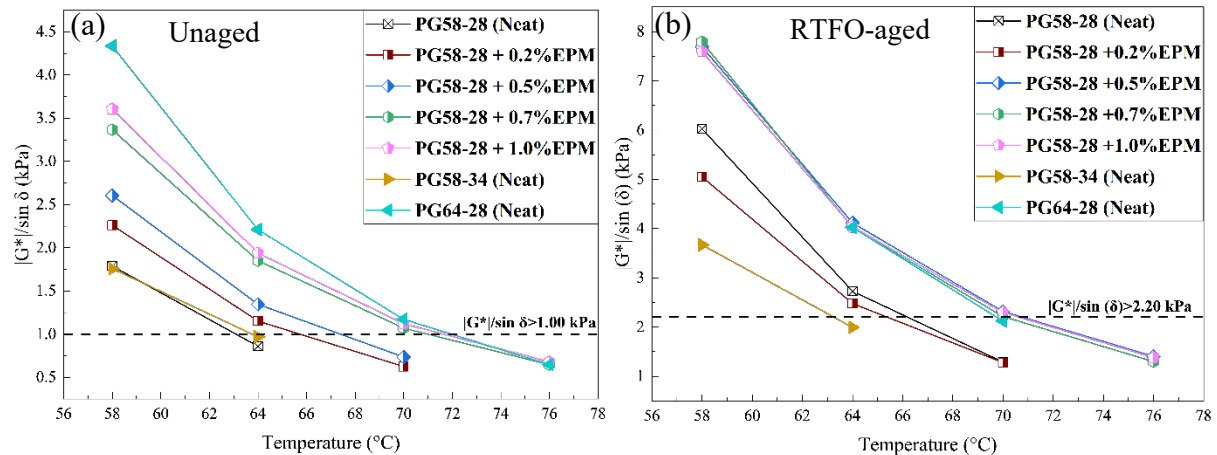 (a)
Unaged
PG58-28 (Neat)
PG58-28 + 0.2%EPM
PG58-28 + 0.5%EPM
PG58-28 + 0.7%EPM
PG58-28 + 1.0%EPM
PG58-34 (Neat)
PG64-28 (Neat)
|G*|/sin δ>1.00 kPa
|G*|/sin δ (kPa)
4.5
4.0
3.5
3.0
2.5
2.0
1.5
1.0
0.5
56 58 60 62 64 66 68 70 72 74 76 78
Temperature (°C)
(b)
RTFO-aged
PG58-28 (Neat)
PG58-28 +0.2%EPM
PG58-28 +0.5%EPM
PG58-28 +0.7%EPM
PG58-28 +1.0%EPM
PG58-34 (Neat)
PG64-28 (Neat)
|G*|/sin (δ)>2.20 kPa
|G*|/sin (δ) (kPa)
8
7
6
5
4
3
2
1
56 58 60 62 64 66 68 70 72 74 76 78
Temperature (°C)